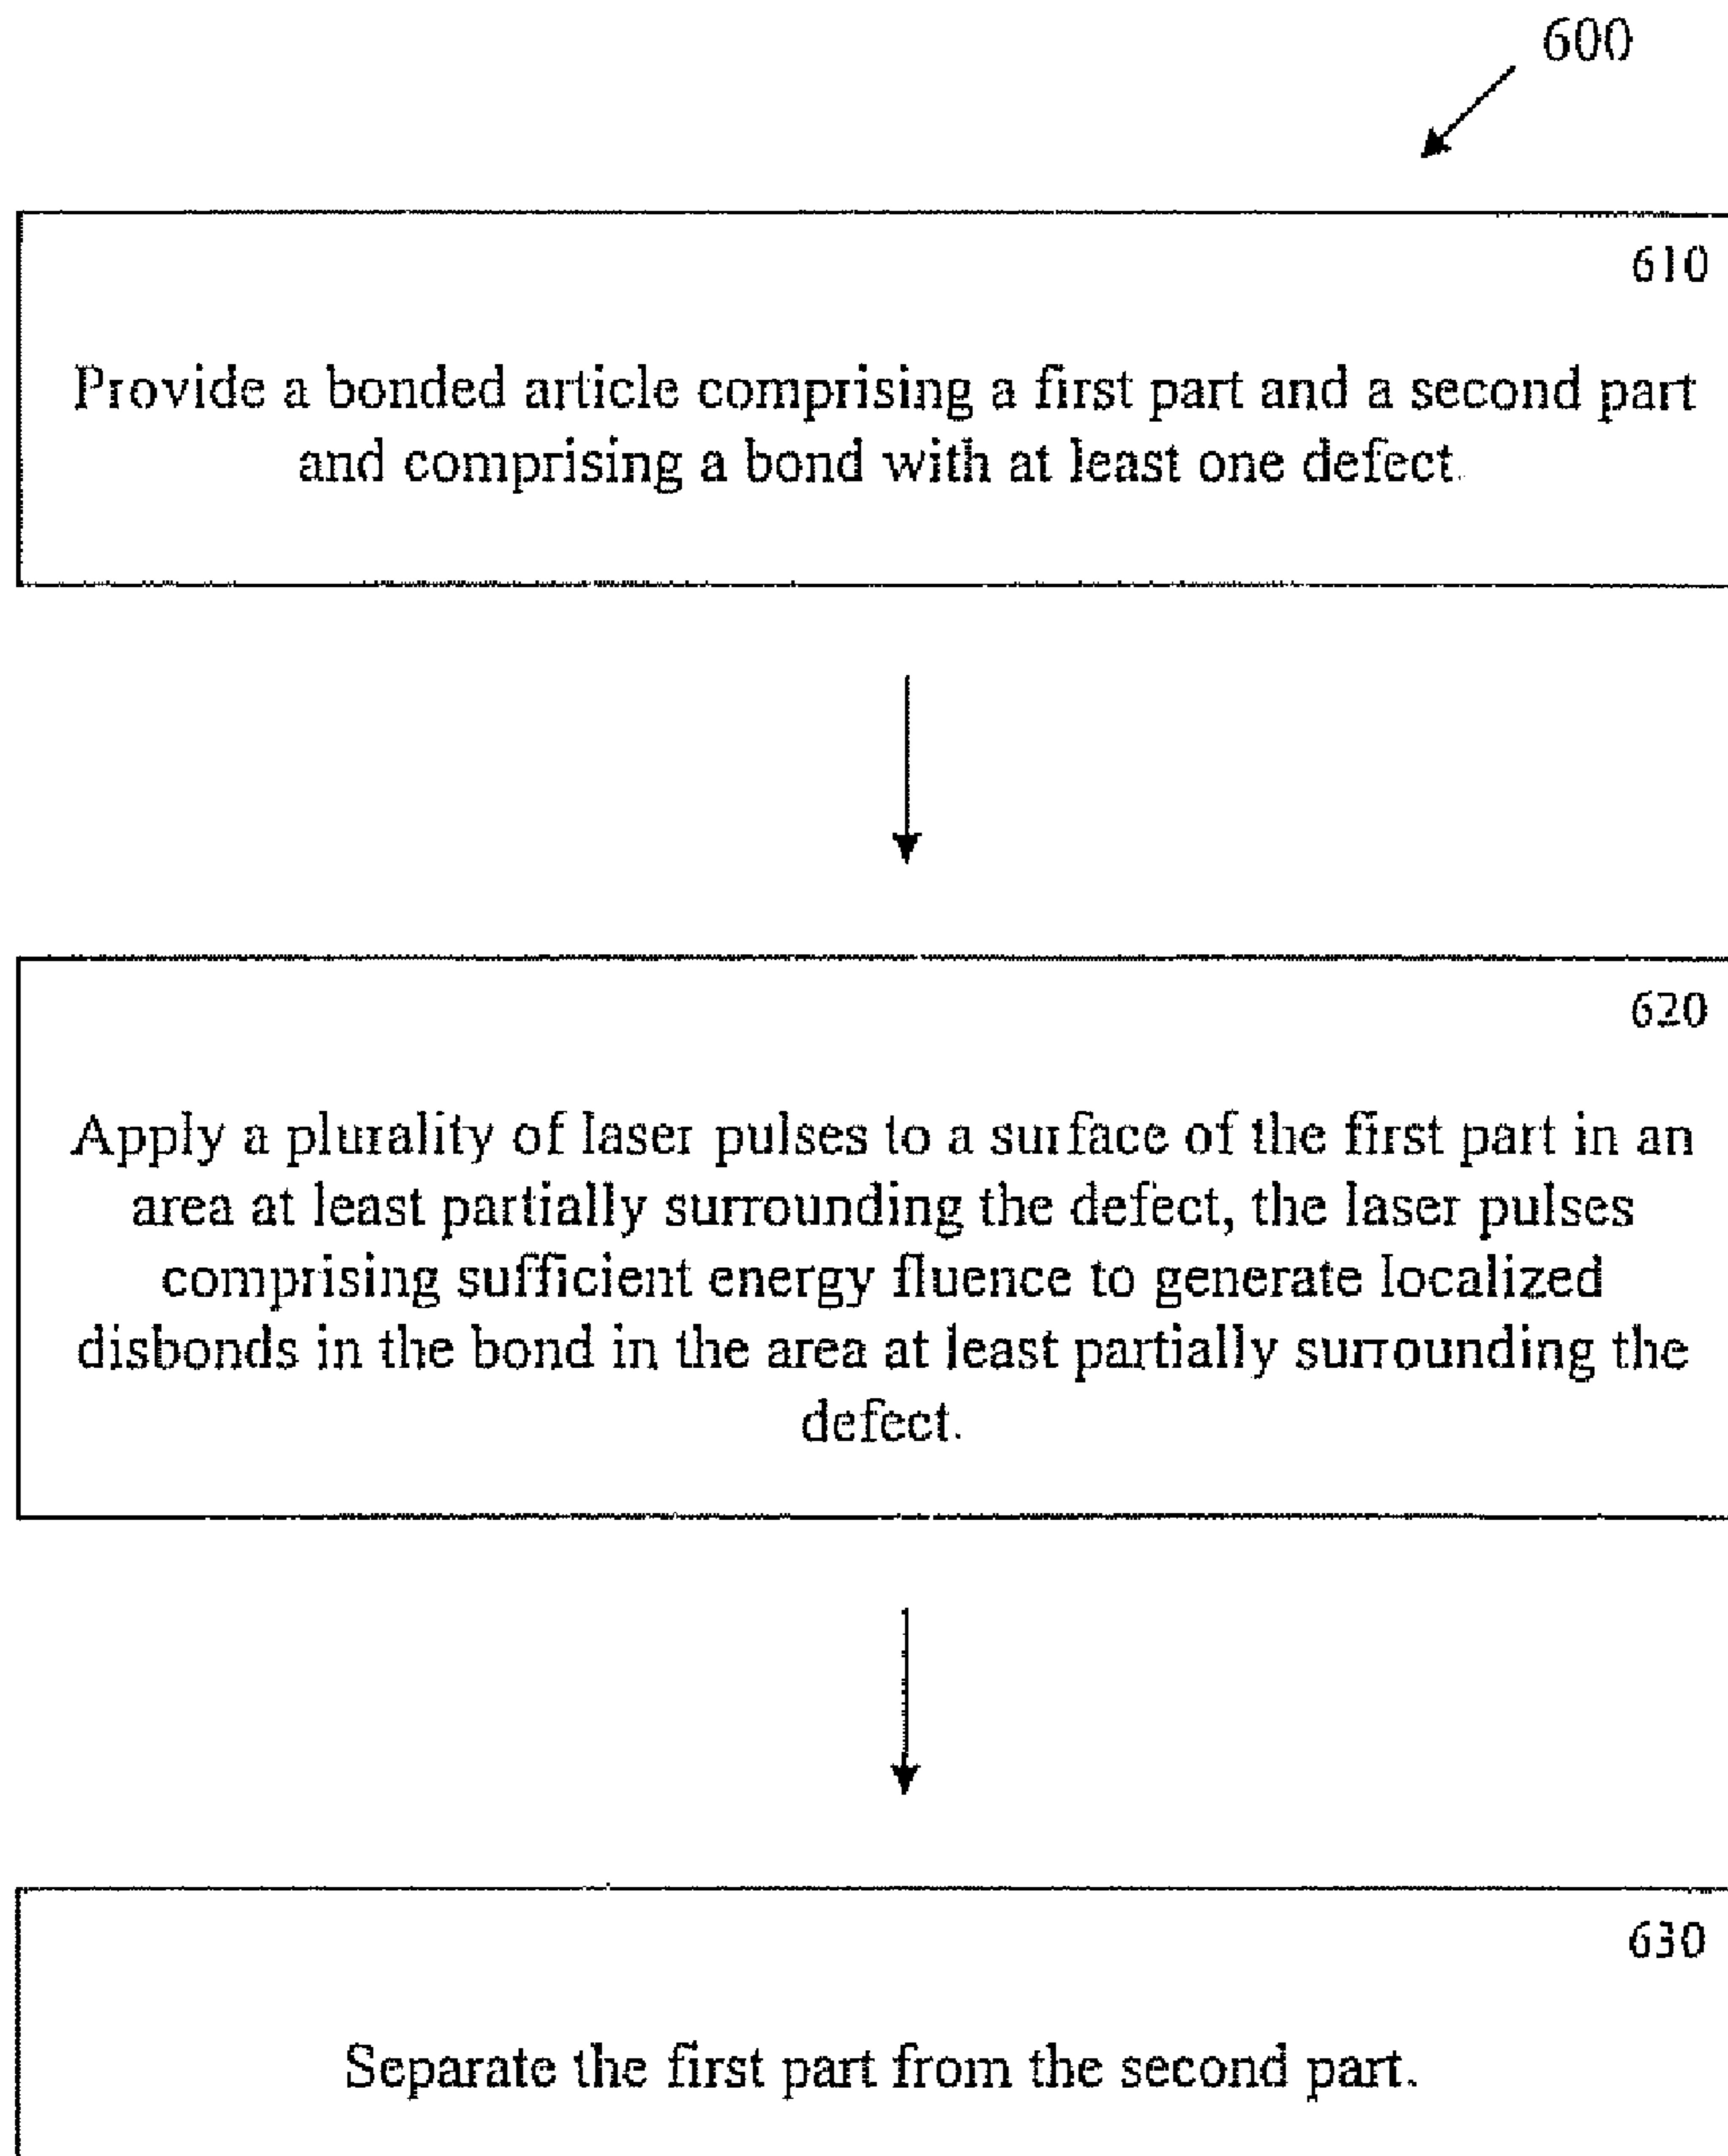 600
610
Provide a bonded article comprising a first part and a second part
and comprising a bond with at least one defect.
620
Apply a plurality of laser pulses to a surface of the first part in an
area at least partially surrounding the defect, the laser pulses
comprising sufficient energy fluence to generate localized
disbonds in the bond in the area at least partially surrounding the
defect.
630
Separate the first part from the second part.